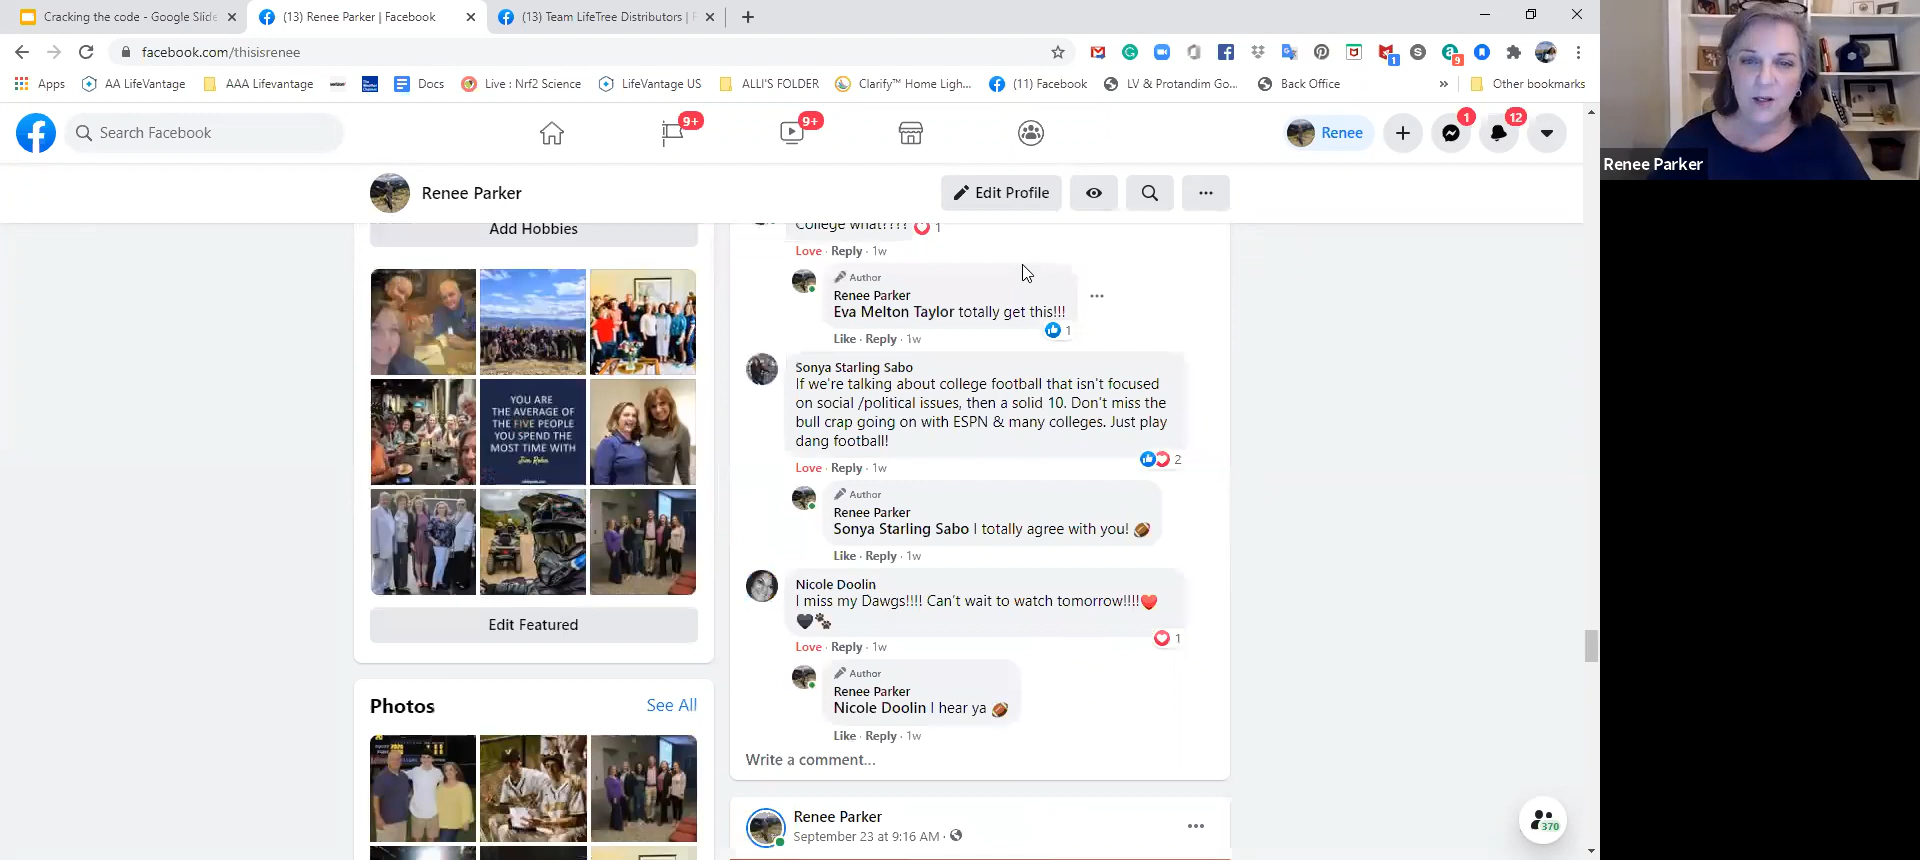 Cracking the code - Google Slide
(13) Renee Parker | Facebook
(13) Team LifeTree Distributors | F
facebook.com/thisisrenee
1
9
Apps
AA LifeVantage
AAA Lifevantage
Docs
Live : Nrf2 Science
LifeVantage US
ALLI'S FOLDER
Clarify™ Home Ligh...
(11) Facebook
LV & Protandim Go...
Back Office
»
Other bookmarks
Search Facebook
9+
9+
Renee
1
12
Renee Parker
Renee Parker
Edit Profile
Add Hobbies
YOU ARE
THE AVERAGE OF
THE FIVE PEOPLE
YOU SPEND THE
MOST TIME WITH
Jim Rohn
Edit Featured
Photos
See All
College what????
1
Love · Reply · 1w
Author
Renee Parker
Eva Melton Taylor totally get this!!!
1
Like · Reply · 1w
Sonya Starling Sabo
If we're talking about college football that isn't focused
on social /political issues, then a solid 10. Don't miss the
bull crap going on with ESPN & many colleges. Just play
dang football!
2
Love · Reply · 1w
Author
Renee Parker
Sonya Starling Sabo I totally agree with you! 🏈
Like · Reply · 1w
Nicole Doolin
I miss my Dawgs!!!! Can't wait to watch tomorrow!!!!❤️
🖤🐾
1
Love · Reply · 1w
Author
Renee Parker
Nicole Doolin I hear ya 🏈
Like · Reply · 1w
Write a comment...
Renee Parker
September 23 at 9:16 AM ·
370